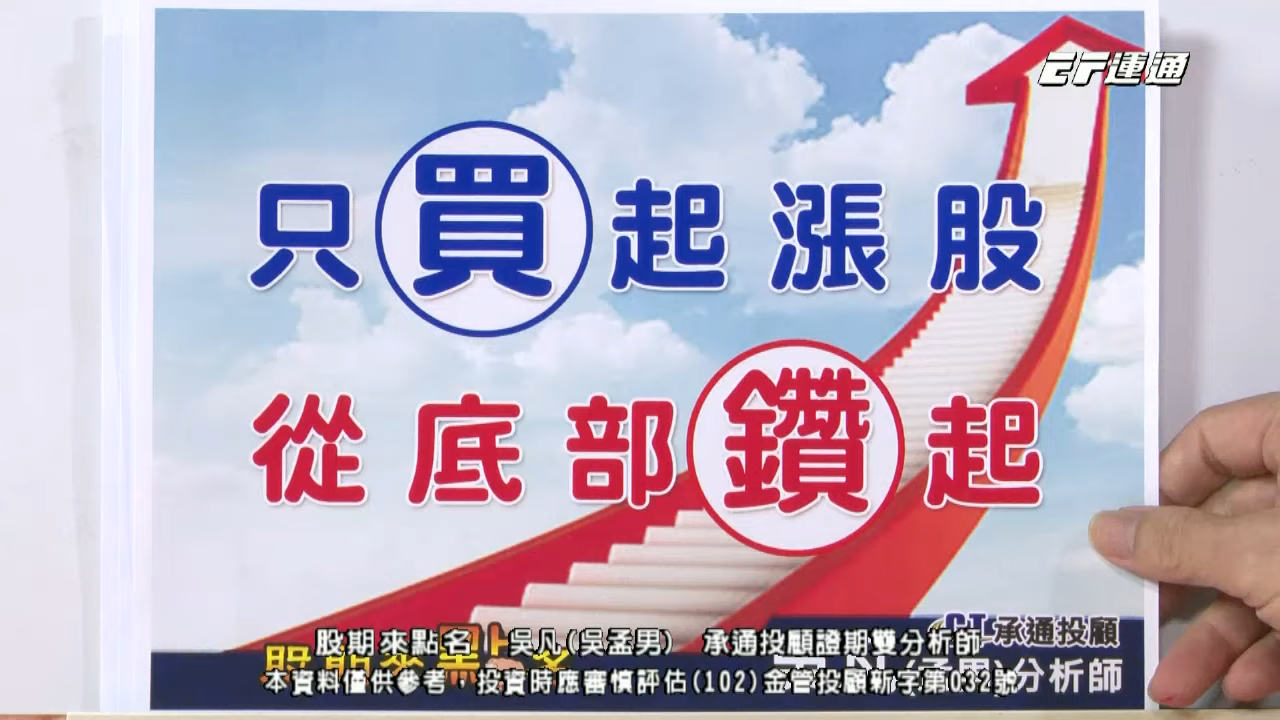 EF運通
只買起漲股
從底部鑽起
CT承通投顧
股期來點名 吳凡(吳孟男) 承通投顧證期雙分析師
本資料僅供參考，投資時應審慎評估(102)金管投顧新字第032號
分析師